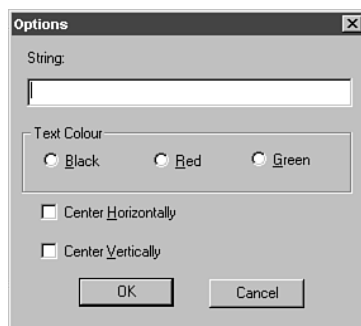 Options
String:
Text Colour
Black Red Green
Center Horizontally
Center Vertically
OK Cancel